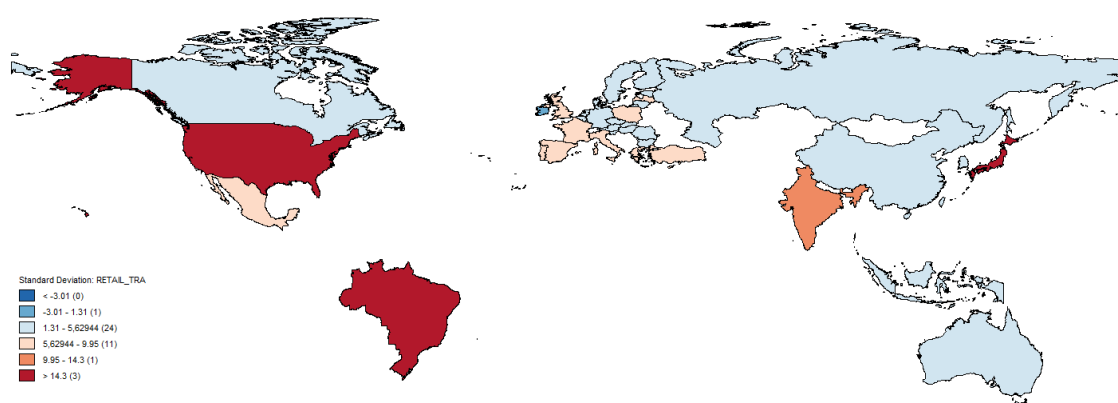 Standard Deviation: RETAIL_TRA
< -3.01 (0)
-3.01 - 1.31 (1)
1.31 - 5,62944 (24)
5,62944 - 9.95 (11)
9.95 - 14.3 (1)
> 14.3 (3)